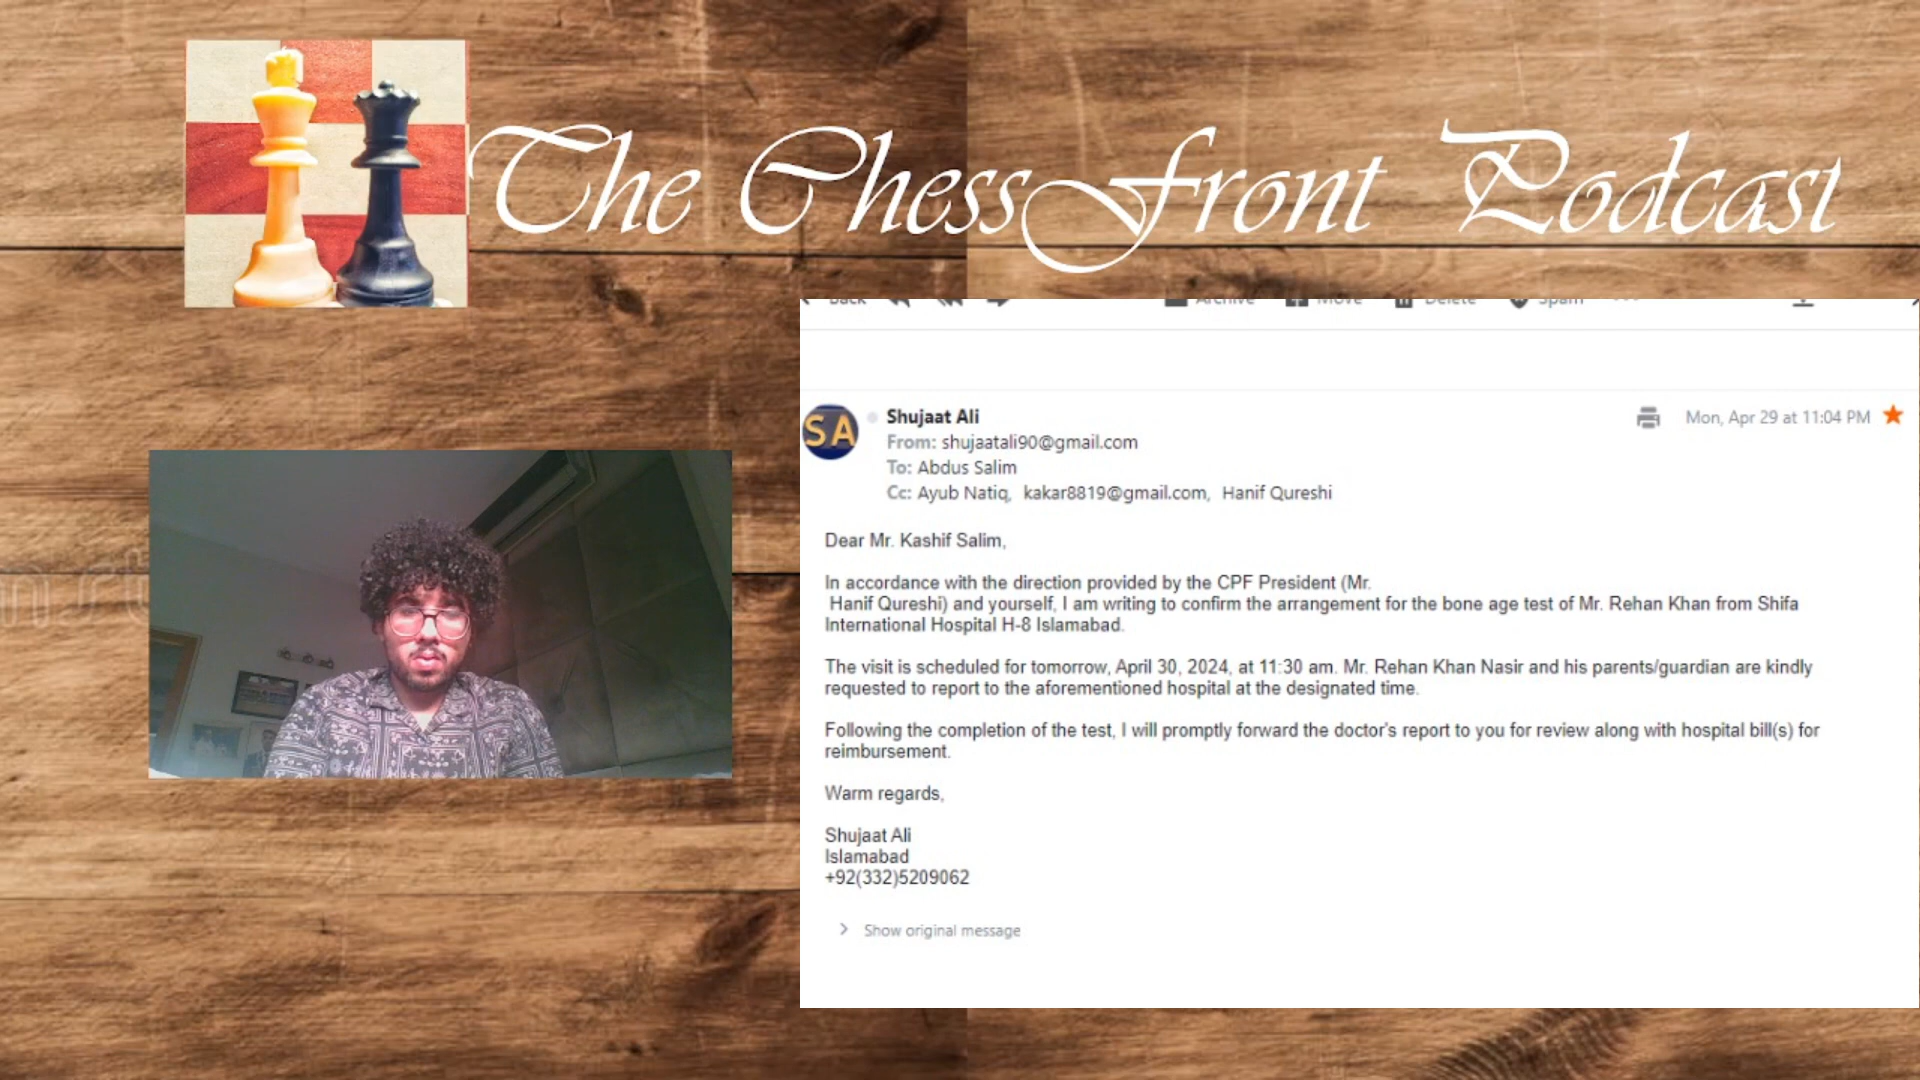 The ChessFront Podcast
Back Archive Move Delete Spam
Shujaat Ali
Mon, Apr 29 at 11:04 PM
SA
From: shujaatali90@gmail.com
To: Abdus Salim
Cc: Ayub Natiq, kakar8819@gmail.com, Hanif Qureshi
Dear Mr. Kashif Salim,
In accordance with the direction provided by the CPF President (Mr.
Hanif Qureshi) and yourself, I am writing to confirm the arrangement for the bone age test of Mr. Rehan Khan from Shifa
International Hospital H-8 Islamabad.
The visit is scheduled for tomorrow, April 30, 2024, at 11:30 am. Mr. Rehan Khan Nasir and his parents/guardian are kindly
requested to report to the aforementioned hospital at the designated time.
Following the completion of the test, I will promptly forward the doctor's report to you for review along with hospital bill(s) for
reimbursement.
Warm regards,
Shujaat Ali
Islamabad
+92(332)5209062
Show original message